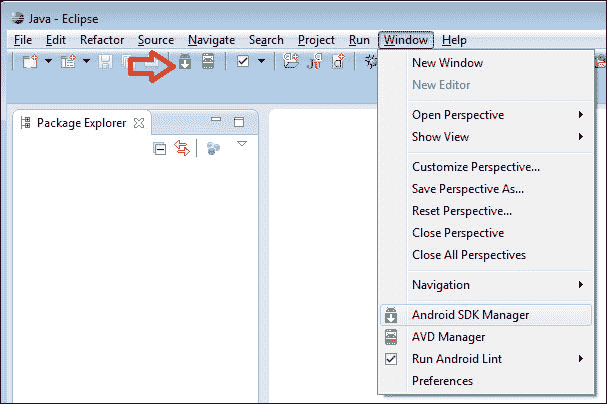 Java - Eclipse
File Edit Refactor Source Navigate Search Project Run Window Help
Package Explorer
New Window
New Editor
Open Perspective
Show View
Customize Perspective...
Save Perspective As...
Reset Perspective...
Close Perspective
Close All Perspectives
Navigation
Android SDK Manager
AVD Manager
Run Android Lint
Preferences